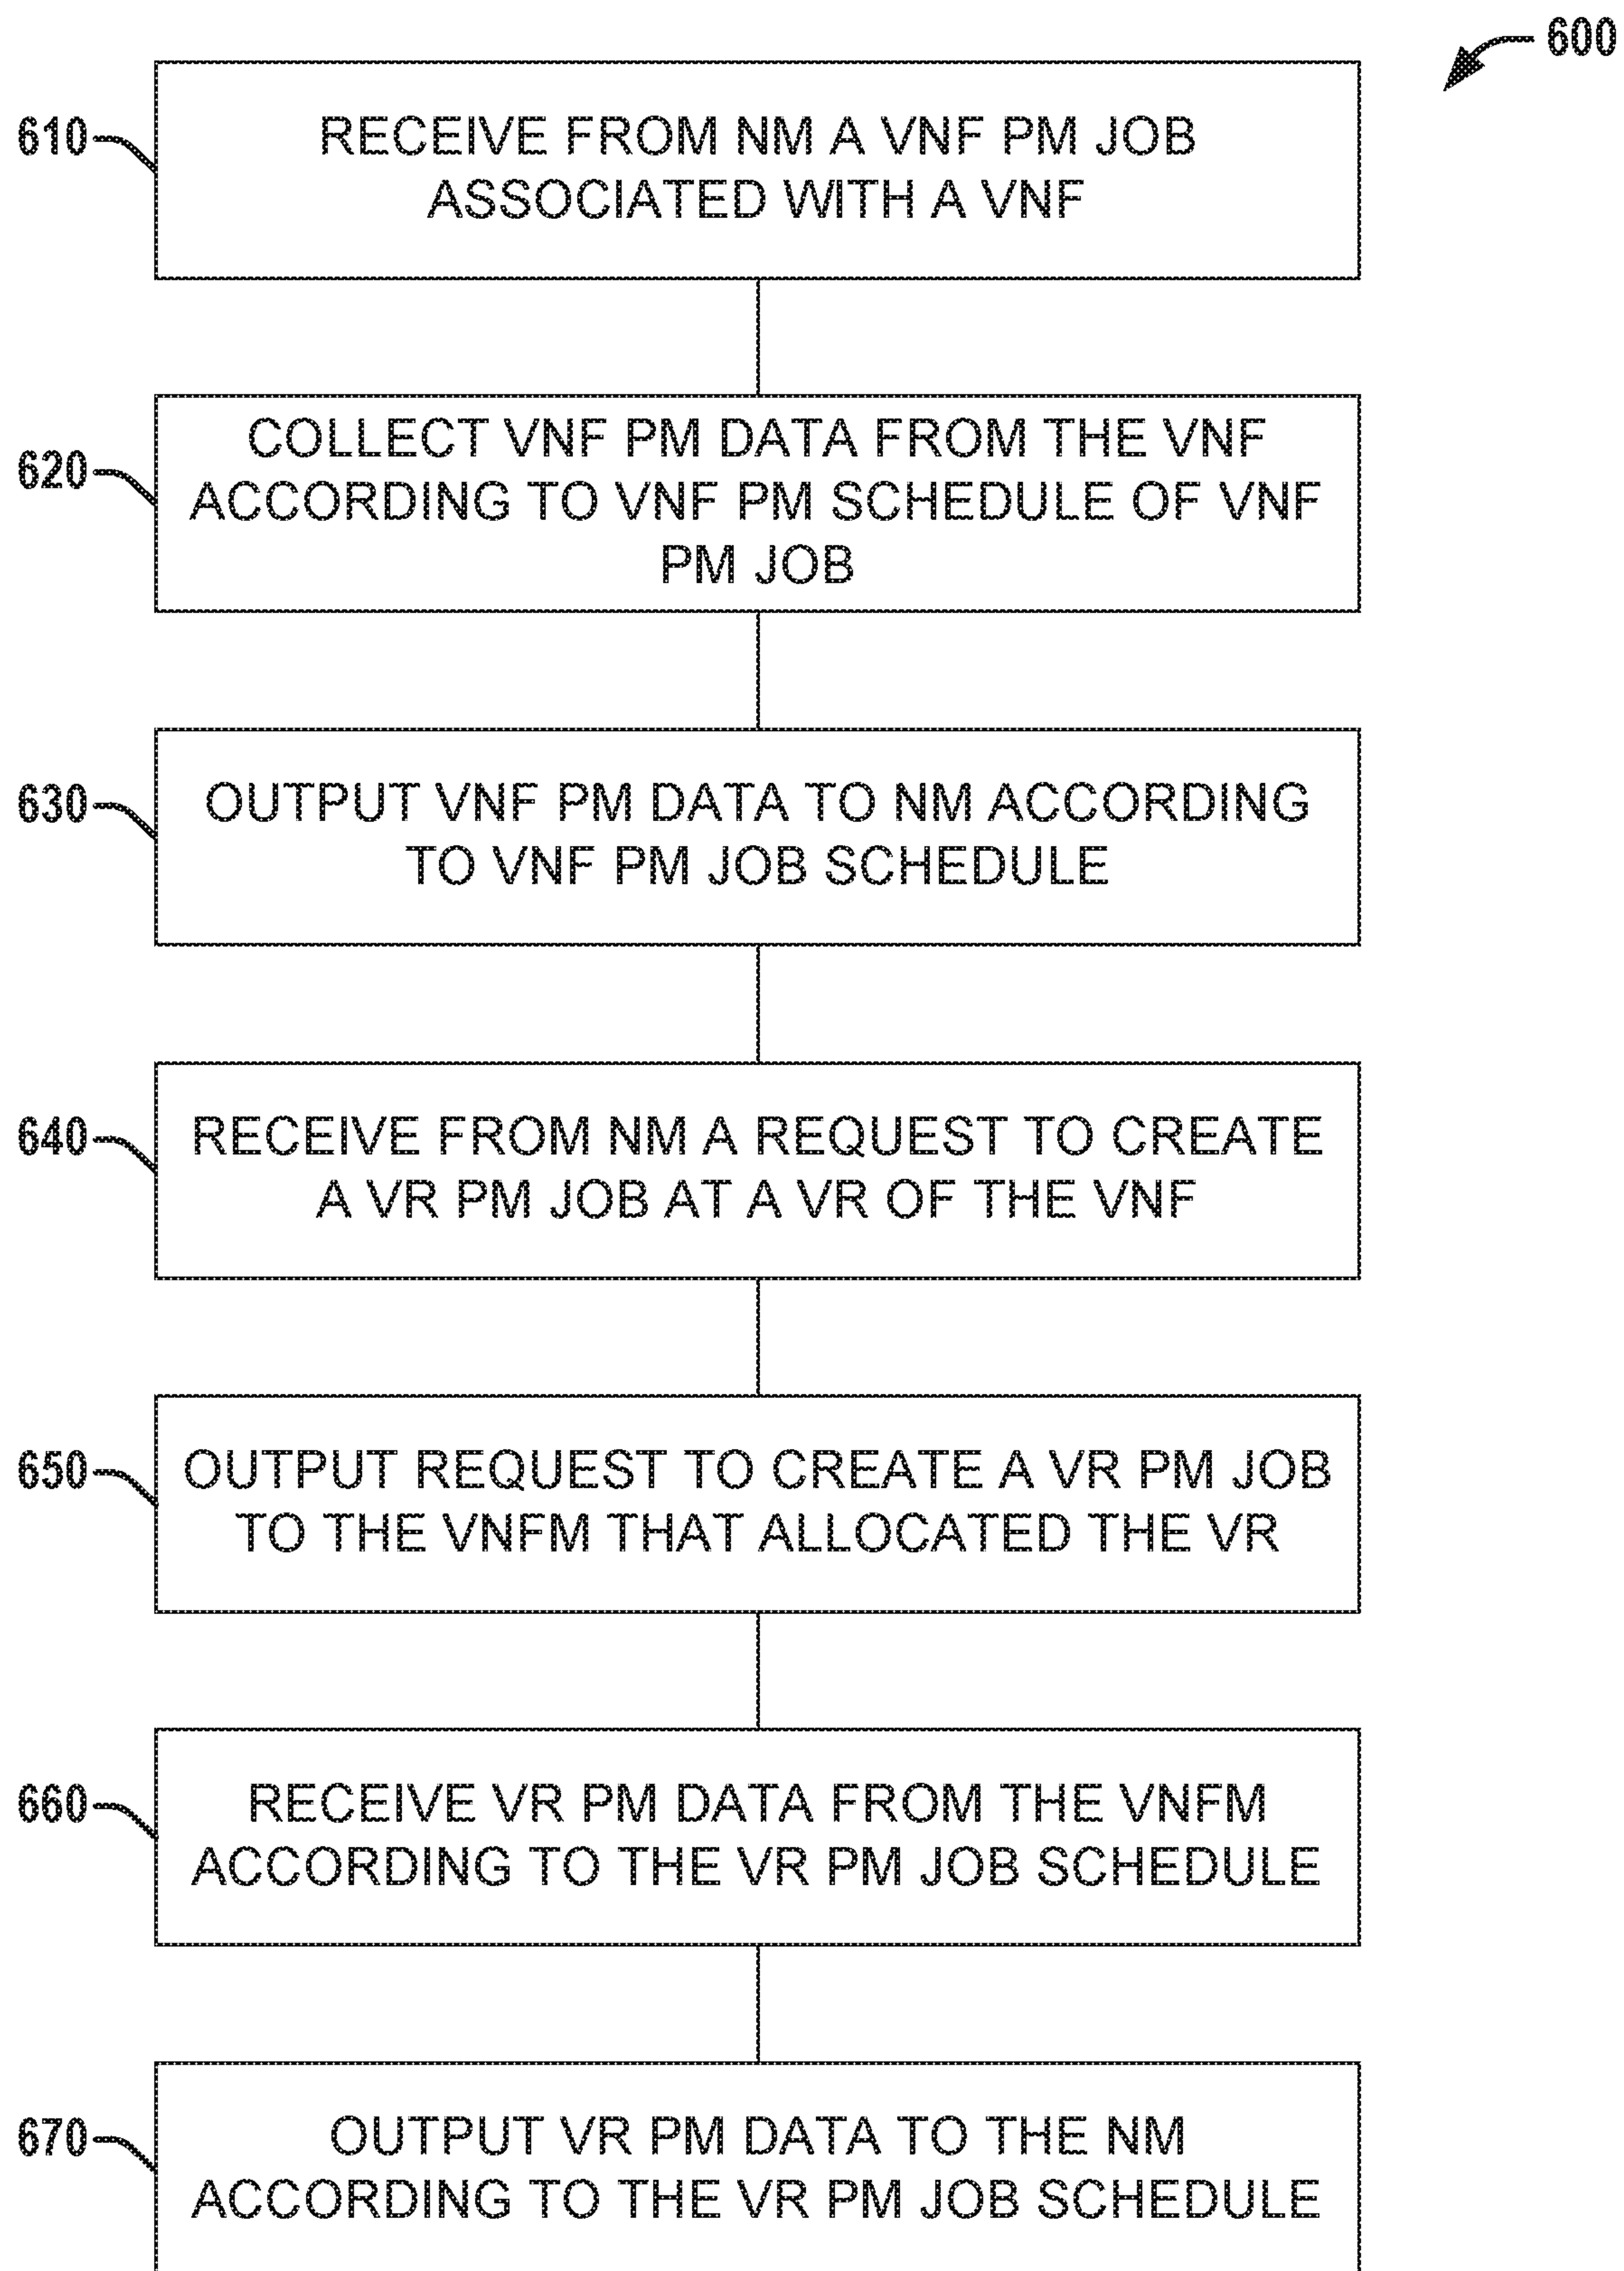 600
610
RECEIVE FROM NM A VNF PM JOB
ASSOCIATED WITH A VNF
620
COLLECT VNF PM DATA FROM THE VNF
ACCORDING TO VNF PM SCHEDULE OF VNF
PM JOB
630
OUTPUT VNF PM DATA TO NM ACCORDING
TO VNF PM JOB SCHEDULE
640
RECEIVE FROM NM A REQUEST TO CREATE
A VR PM JOB AT A VR OF THE VNF
650
OUTPUT REQUEST TO CREATE A VR PM JOB
TO THE VNFM THAT ALLOCATED THE VR
660
RECEIVE VR PM DATA FROM THE VNFM
ACCORDING TO THE VR PM JOB SCHEDULE
670
OUTPUT VR PM DATA TO THE NM
ACCORDING TO THE VR PM JOB SCHEDULE